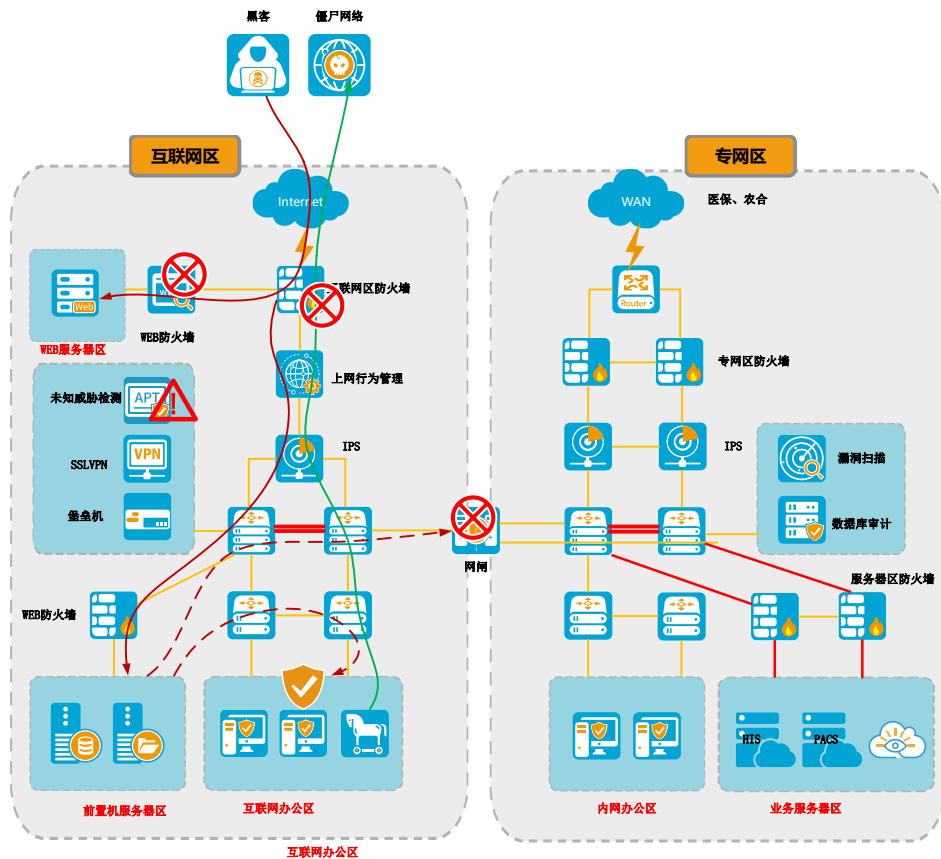 黑客
僵尸网络
互联网区
专网区
Internet
WAN
医保、农合
Router
Web
互联网区防火墙
WEB防火墙
WEB服务器区
上网行为管理
专网区防火墙
未知威胁检测
APT
SSLVPN
VPN
堡垒机
IPS
IPS
漏洞扫描
数据库审计
网闸
服务器区防火墙
WEB防火墙
HIS
PACS
前置机服务器区
互联网办公区
内网办公区
业务服务器区
互联网办公区